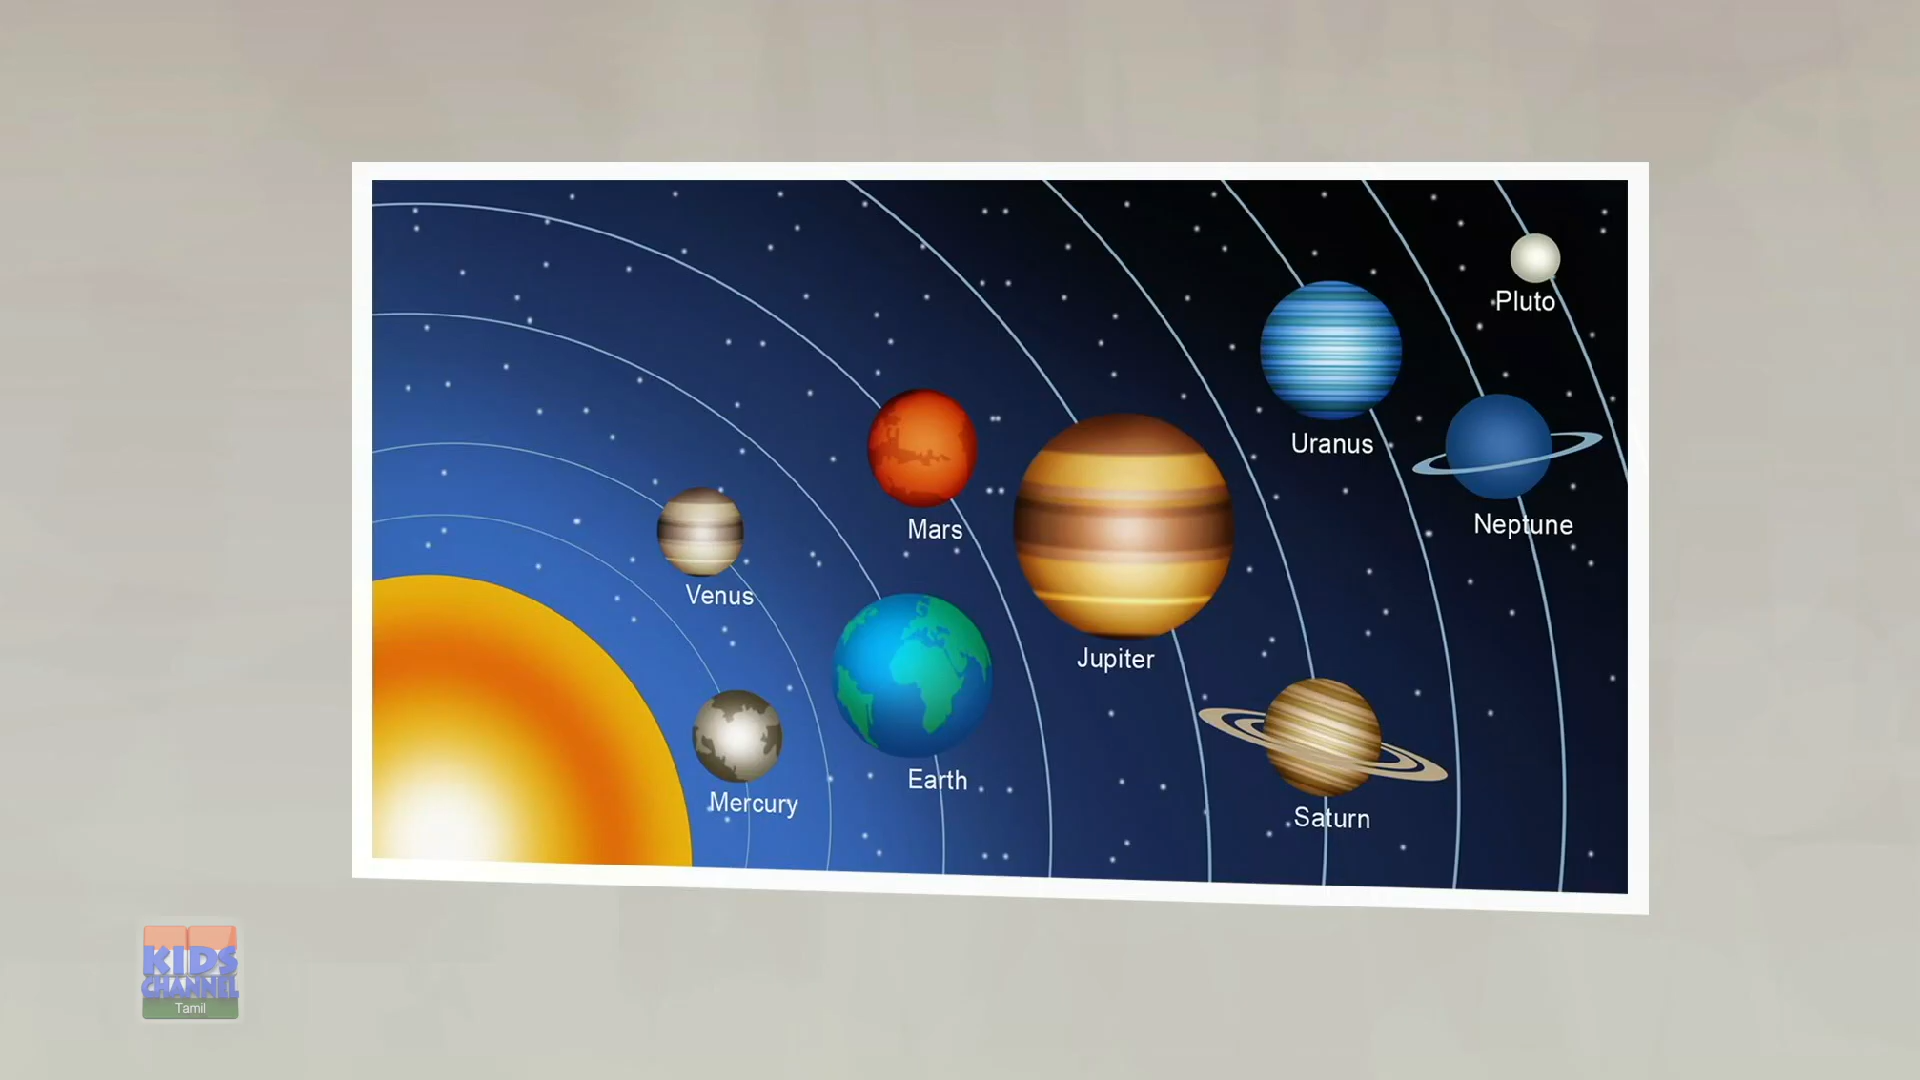 Pluto
Uranus
Neptune
Mars
Venus
Jupiter
Earth
Mercury
Saturn
KIDS
CHANNEL
Tamil